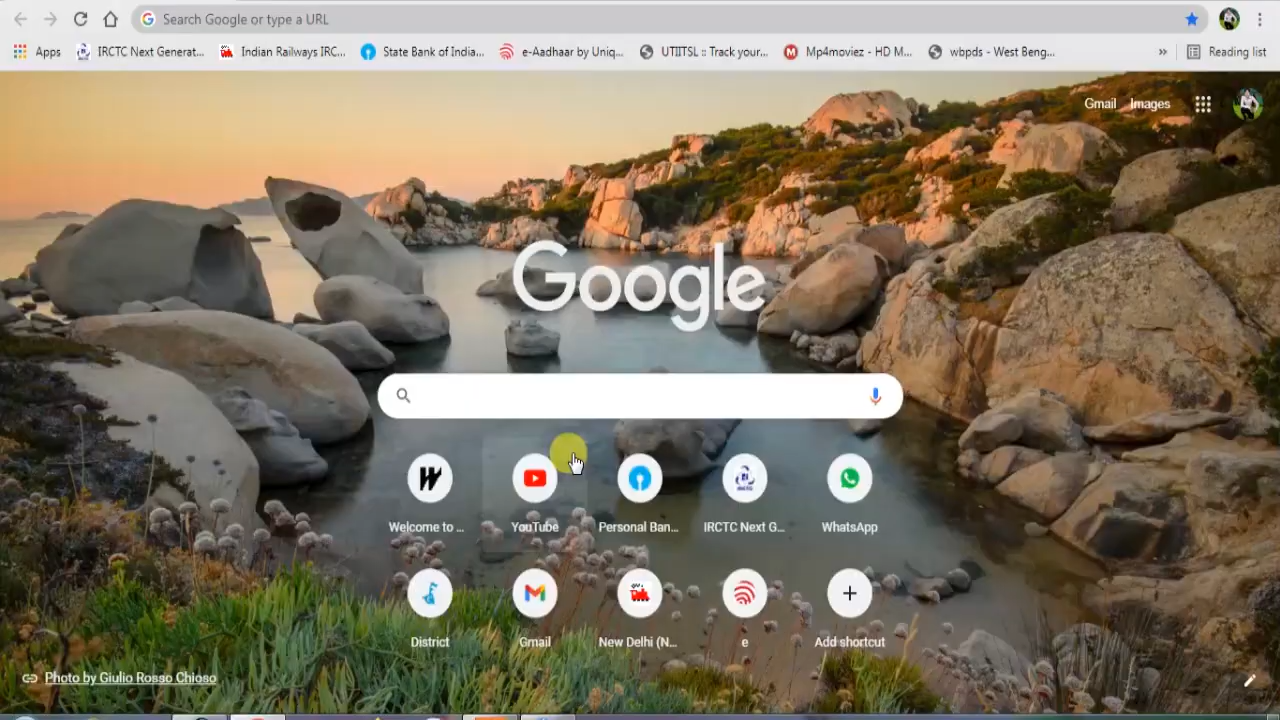 Search Google or type a URL
Apps IRCTC Next Generat... Indian Railways IRC... State Bank of India... e-Aadhaar by Uniq... UTIITSL :: Track your... Mp4moviez - HD M... wbpds - West Beng... » Reading list
Gmail Images
Google
Welcome to ... YouTube Personal Ban... IRCTC Next G... WhatsApp
District Gmail New Delhi (N... e Add shortcut
Photo by Giulio Rosso Chioso